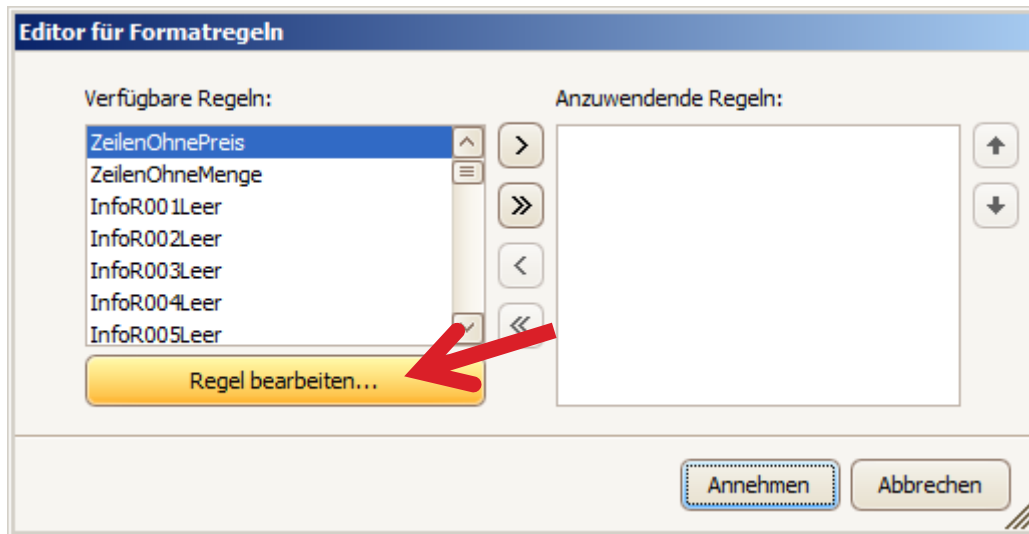 Editor für Formatregeln
Verfügbare Regeln:
Anzuwendende Regeln:
ZeilenOhnePreis
ZeilenOhneMenge
InfoR001Leer
InfoR002Leer
InfoR003Leer
InfoR004Leer
InfoR005Leer
Regel bearbeiten...
Annehmen
Abbrechen